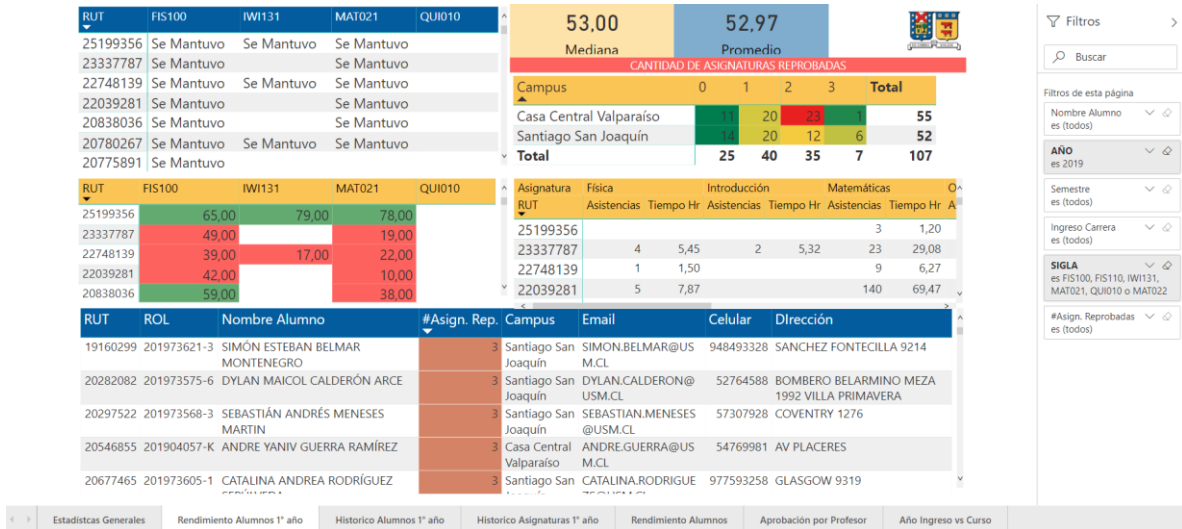 RUT FIS100 IWI131 MAT021 QUI010
25199356 Se Mantuvo Se Mantuvo Se Mantuvo
23337787 Se Mantuvo Se Mantuvo
22748139 Se Mantuvo Se Mantuvo Se Mantuvo
22039281 Se Mantuvo Se Mantuvo
20838036 Se Mantuvo Se Mantuvo
20780267 Se Mantuvo Se Mantuvo Se Mantuvo
20775891 Se Mantuvo
53,00
Mediana
52,97
Promedio
CANTIDAD DE ASIGNATURAS REPROBADAS
Campus 0 1 2 3 Total
Casa Central Valparaíso 11 20 23 1 55
Santiago San Joaquín 14 20 12 6 52
Total 25 40 35 7 107
RUT FIS100 IWI131 MAT021 QUI010
25199356 65,00 79,00 78,00
23337787 49,00 19,00
22748139 39,00 17,00 22,00
22039281 42,00 10,00
20838036 59,00 38,00
Asignatura Física Introducción Matemáticas
RUT Asistencias Tiempo Hr Asistencias Tiempo Hr Asistencias Tiempo Hr A
25199356 3 1,20
23337787 4 5,45 2 5,32 23 29,08
22748139 1 1,50 9 6,27
22039281 5 7,87 140 69,47
RUT ROL Nombre Alumno #Asign. Rep. Campus Email Celular DIrección
19160299 201973621-3 SIMÓN ESTEBAN BELMAR 3 Santiago San SIMON.BELMAR@US 948493328 SANCHEZ FONTECILLA 9214
MONTENEGRO Joaquín M.CL
20282082 201973575-6 DYLAN MAICOL CALDERÓN ARCE 3 Santiago San DYLAN.CALDERON@ 52764588 BOMBERO BELARMINO MEZA
Joaquín USM.CL 1992 VILLA PRIMAVERA
20297522 201973568-3 SEBASTIÁN ANDRÉS MENESES 3 Santiago San SEBASTIAN.MENESES 57307928 COVENTRY 1276
MARTIN Joaquín @USM.CL
20546855 201904057-K ANDRE YANIV GUERRA RAMÍREZ 3 Casa Central ANDRE.GUERRA@US 54769981 AV PLACERES
Valparaíso M.CL
20677465 201973605-1 CATALINA ANDREA RODRÍGUEZ 3 Santiago San CATALINA.RODRIGUE 977593258 GLASGOW 9319
Filtros
Buscar
Filtros de esta página
Nombre Alumno
es (todos)
AÑO
es 2019
Semestre
es (todos)
Ingreso Carrera
es (todos)
SIGLA
es FIS100, FIS110, IWI131,
MAT021, QUI010 o MAT022
#Asign. Reprobadas
es (todos)
Estadístcas Generales Rendimiento Alumnos 1° año Historico Alumnos 1° año Historico Asignaturas 1° año Rendimiento Alumnos Aprobación por Profesor Año Ingreso vs Curso